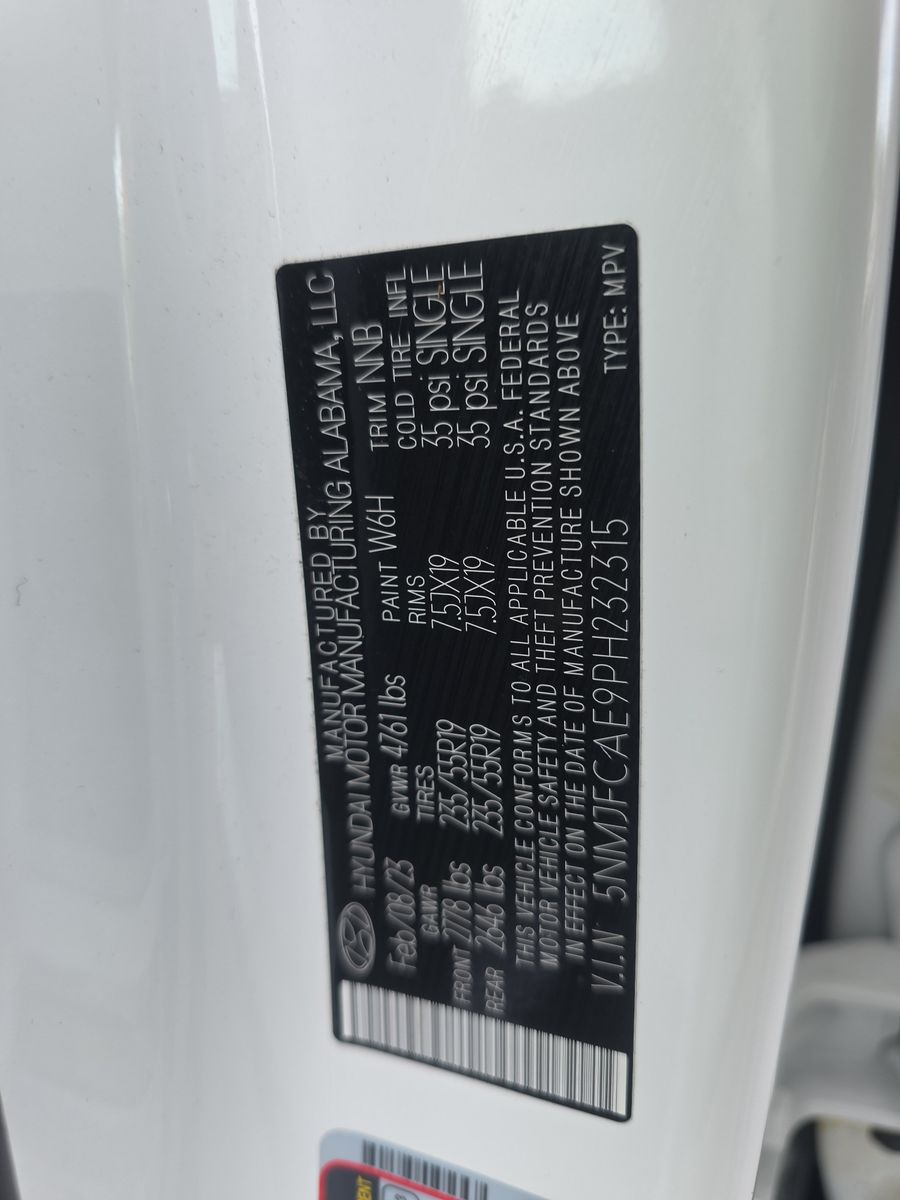 MANUFACTURED BY
HYUNDAI MOTOR MANUFACTURING ALABAMA, LLC
Feb/08/23 GVWR 4761 lbs PAINT W6H TRIM NNB
GAWR TIRES RIMS COLD TIRE INFL
FRONT 2778 lbs 235/55R19 7.5JX19 35 psi SINGLE
REAR 2646 lbs 235/55R19 7.5JX19 35 psi SINGLE
THIS VEHICLE CONFORMS TO ALL APPLICABLE U.S.A. FEDERAL
MOTOR VEHICLE SAFETY AND THEFT PREVENTION STANDARDS
IN EFFECT ON THE DATE OF MANUFACTURE SHOWN ABOVE
V.I.N 5NMJFCAE9PH232315 TYPE: MPV